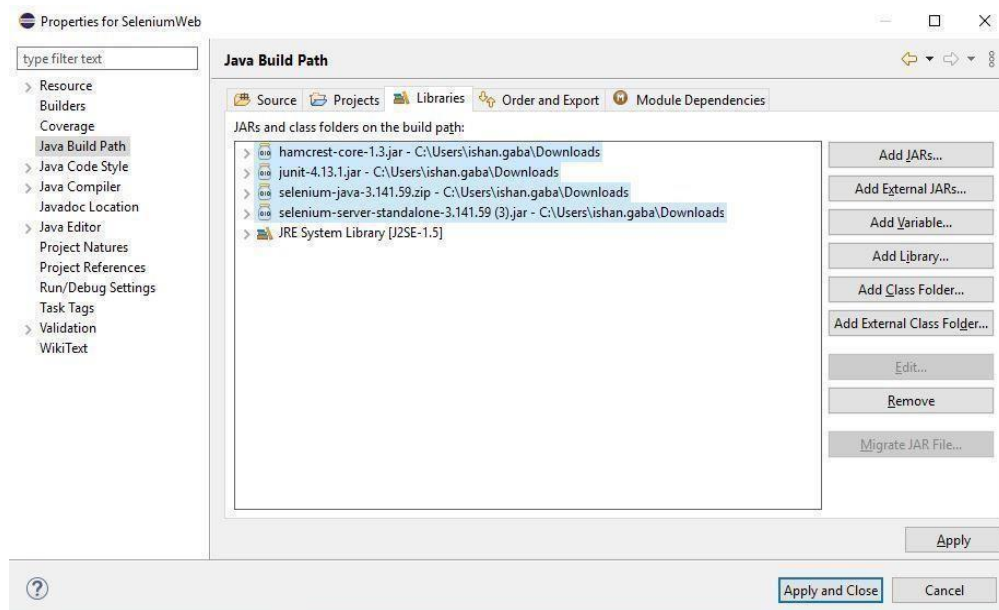 Properties for SeleniumWeb
type filter text
Resource
Builders
Coverage
Java Build Path
Java Code Style
Java Compiler
Javadoc Location
Java Editor
Project Natures
Project References
Run/Debug Settings
Task Tags
Validation
WikiText
Java Build Path
Source Projects Libraries Order and Export Module Dependencies
JARs and class folders on the build path:
hamcrest-core-1.3.jar - C:\Users\ishan.gaba\Downloads
junit-4.13.1.jar - C:\Users\ishan.gaba\Downloads
selenium-java-3.141.59.zip - C:\Users\ishan.gaba\Downloads
selenium-server-standalone-3.141.59 (3).jar - C:\Users\ishan.gaba\Downloads
JRE System Library [J2SE-1.5]
Add JARs...
Add External JARs...
Add Variable...
Add Library...
Add Class Folder...
Add External Class Folder...
Edit...
Remove
Migrate JAR File...
Apply
Apply and Close Cancel